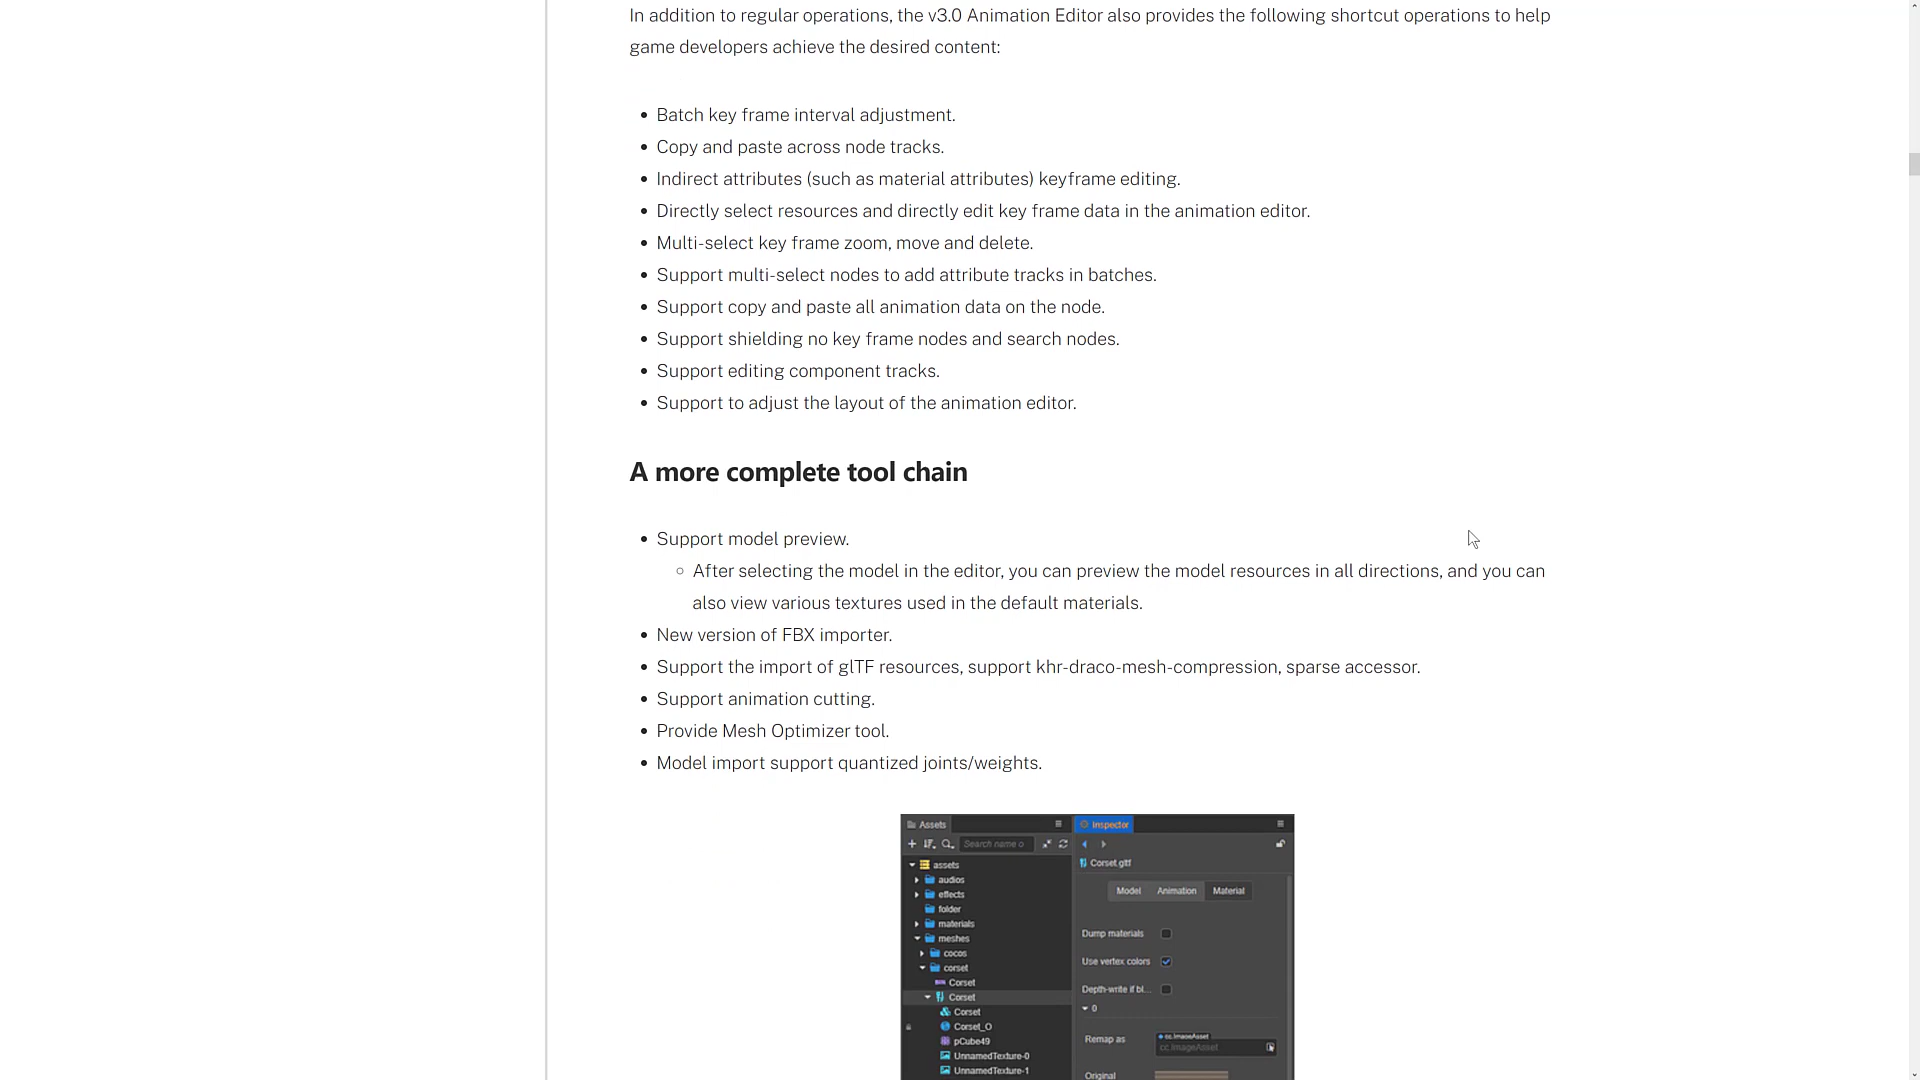 In addition to regular operations, the v3.0 Animation Editor also provides the following shortcut operations to help
game developers achieve the desired content:
• Batch key frame interval adjustment.
• Copy and paste across node tracks.
• Indirect attributes (such as material attributes) keyframe editing.
• Directly select resources and directly edit key frame data in the animation editor.
• Multi-select key frame zoom, move and delete.
• Support multi-select nodes to add attribute tracks in batches.
• Support copy and paste all animation data on the node.
• Support shielding no key frame nodes and search nodes.
• Support editing component tracks.
• Support to adjust the layout of the animation editor.
A more complete tool chain
• Support model preview.
○ After selecting the model in the editor, you can preview the model resources in all directions, and you can
also view various textures used in the default materials.
• New version of FBX importer.
• Support the import of glTF resources, support khr-draco-mesh-compression, sparse accessor.
• Support animation cutting.
• Provide Mesh Optimizer tool.
• Model import support quantized joints/weights.
Assets
Search name o
assets
audios
effects
folder
materials
meshes
cocos
corset
Corset
Corset
Corset
Corset_O
pCube49
UnnamedTexture-0
UnnamedTexture-1
Inspector
Corset.gltf
Model Animation Material
Dump materials
Use vertex colors
Depth-write if bl...
0
cc.ImageAsset
Remap as cc.ImageAsset
Original